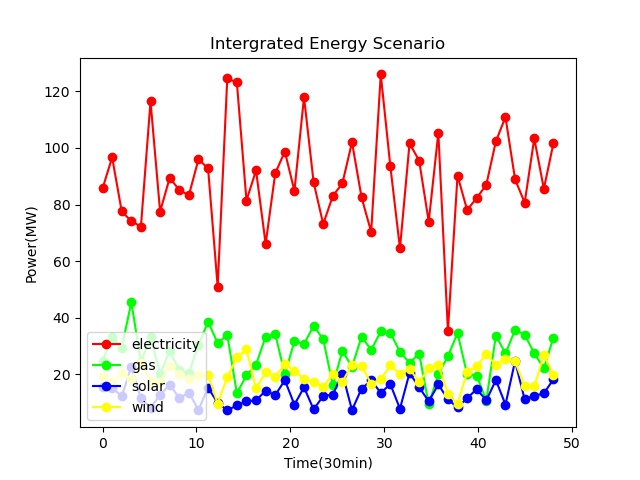 Intergrated Energy Scenario
Power(MW)
120
100
80
60
40
20
electricity
gas
solar
wind
0 10 20 30 40 50
Time(30min)